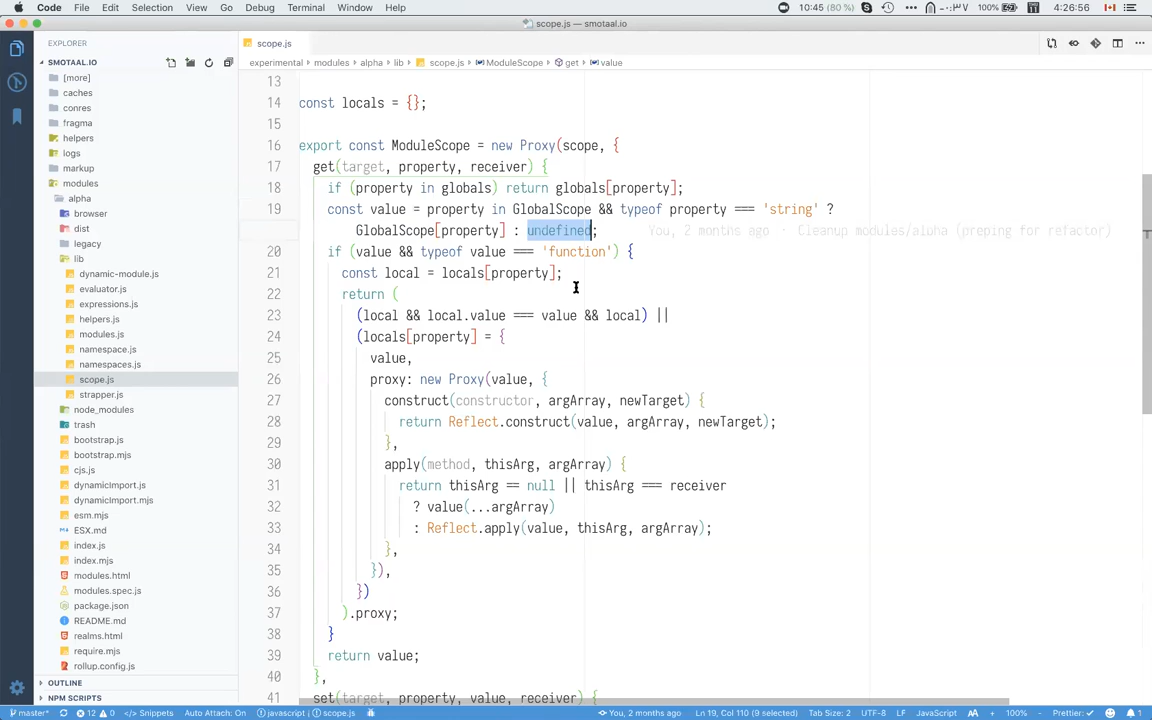 Code File Edit Selection View Go Debug Terminal Window Help 10:45 (80%) 100% 4:26:56
scope.js — smotaal.io
EXPLORER
scope.js
SMOTAAL.IO
experimental › modules › alpha › lib › scope.js › ModuleScope › get › value
[more]
caches
conres
fragma
helpers
logs
markup
modules
alpha
browser
dist
legacy
lib
dynamic-module.js
evaluator.js
expressions.js
helpers.js
modules.js
namespace.js
namespaces.js
scope.js
strapper.js
node_modules
trash
bootstrap.js
bootstrap.mjs
cjs.js
dynamicImport.js
dynamicImport.mjs
esm.mjs
ESX.md
index.js
index.mjs
modules.html
modules.spec.js
package.json
README.md
realms.html
require.mjs
rollup.config.js
OUTLINE
NPM SCRIPTS
13
14 const locals = {};
15
16 export const ModuleScope = new Proxy(scope, {
17 get(target, property, receiver) {
18 if (property in globals) return globals[property];
19 const value = property in GlobalScope && typeof property === 'string' ?
GlobalScope[property] : undefined; You, 2 months ago · Cleanup modules/alpha (preping for refactor)
20 if (value && typeof value === 'function') {
21 const local = locals[property];
22 return (
23 (local && local.value === value && local) ||
24 (locals[property] = {
25 value,
26 proxy: new Proxy(value, {
27 construct(constructor, argArray, newTarget) {
28 return Reflect.construct(value, argArray, newTarget);
29 },
30 apply(method, thisArg, argArray) {
31 return thisArg == null || thisArg === receiver
32 ? value(...argArray)
33 : Reflect.apply(value, thisArg, argArray);
34 },
35 }),
36 })
37 ).proxy;
38 }
39 return value;
40 },
41 set(target, property, value, receiver) {
master* 12 0 </> Snippets Auto Attach: On javascript | scope.js You, 2 months ago Ln 19, Col 110 (9 selected) Tab Size: 2 UTF-8 LF JavaScript AA + 100% − Prettier: ✓ 1